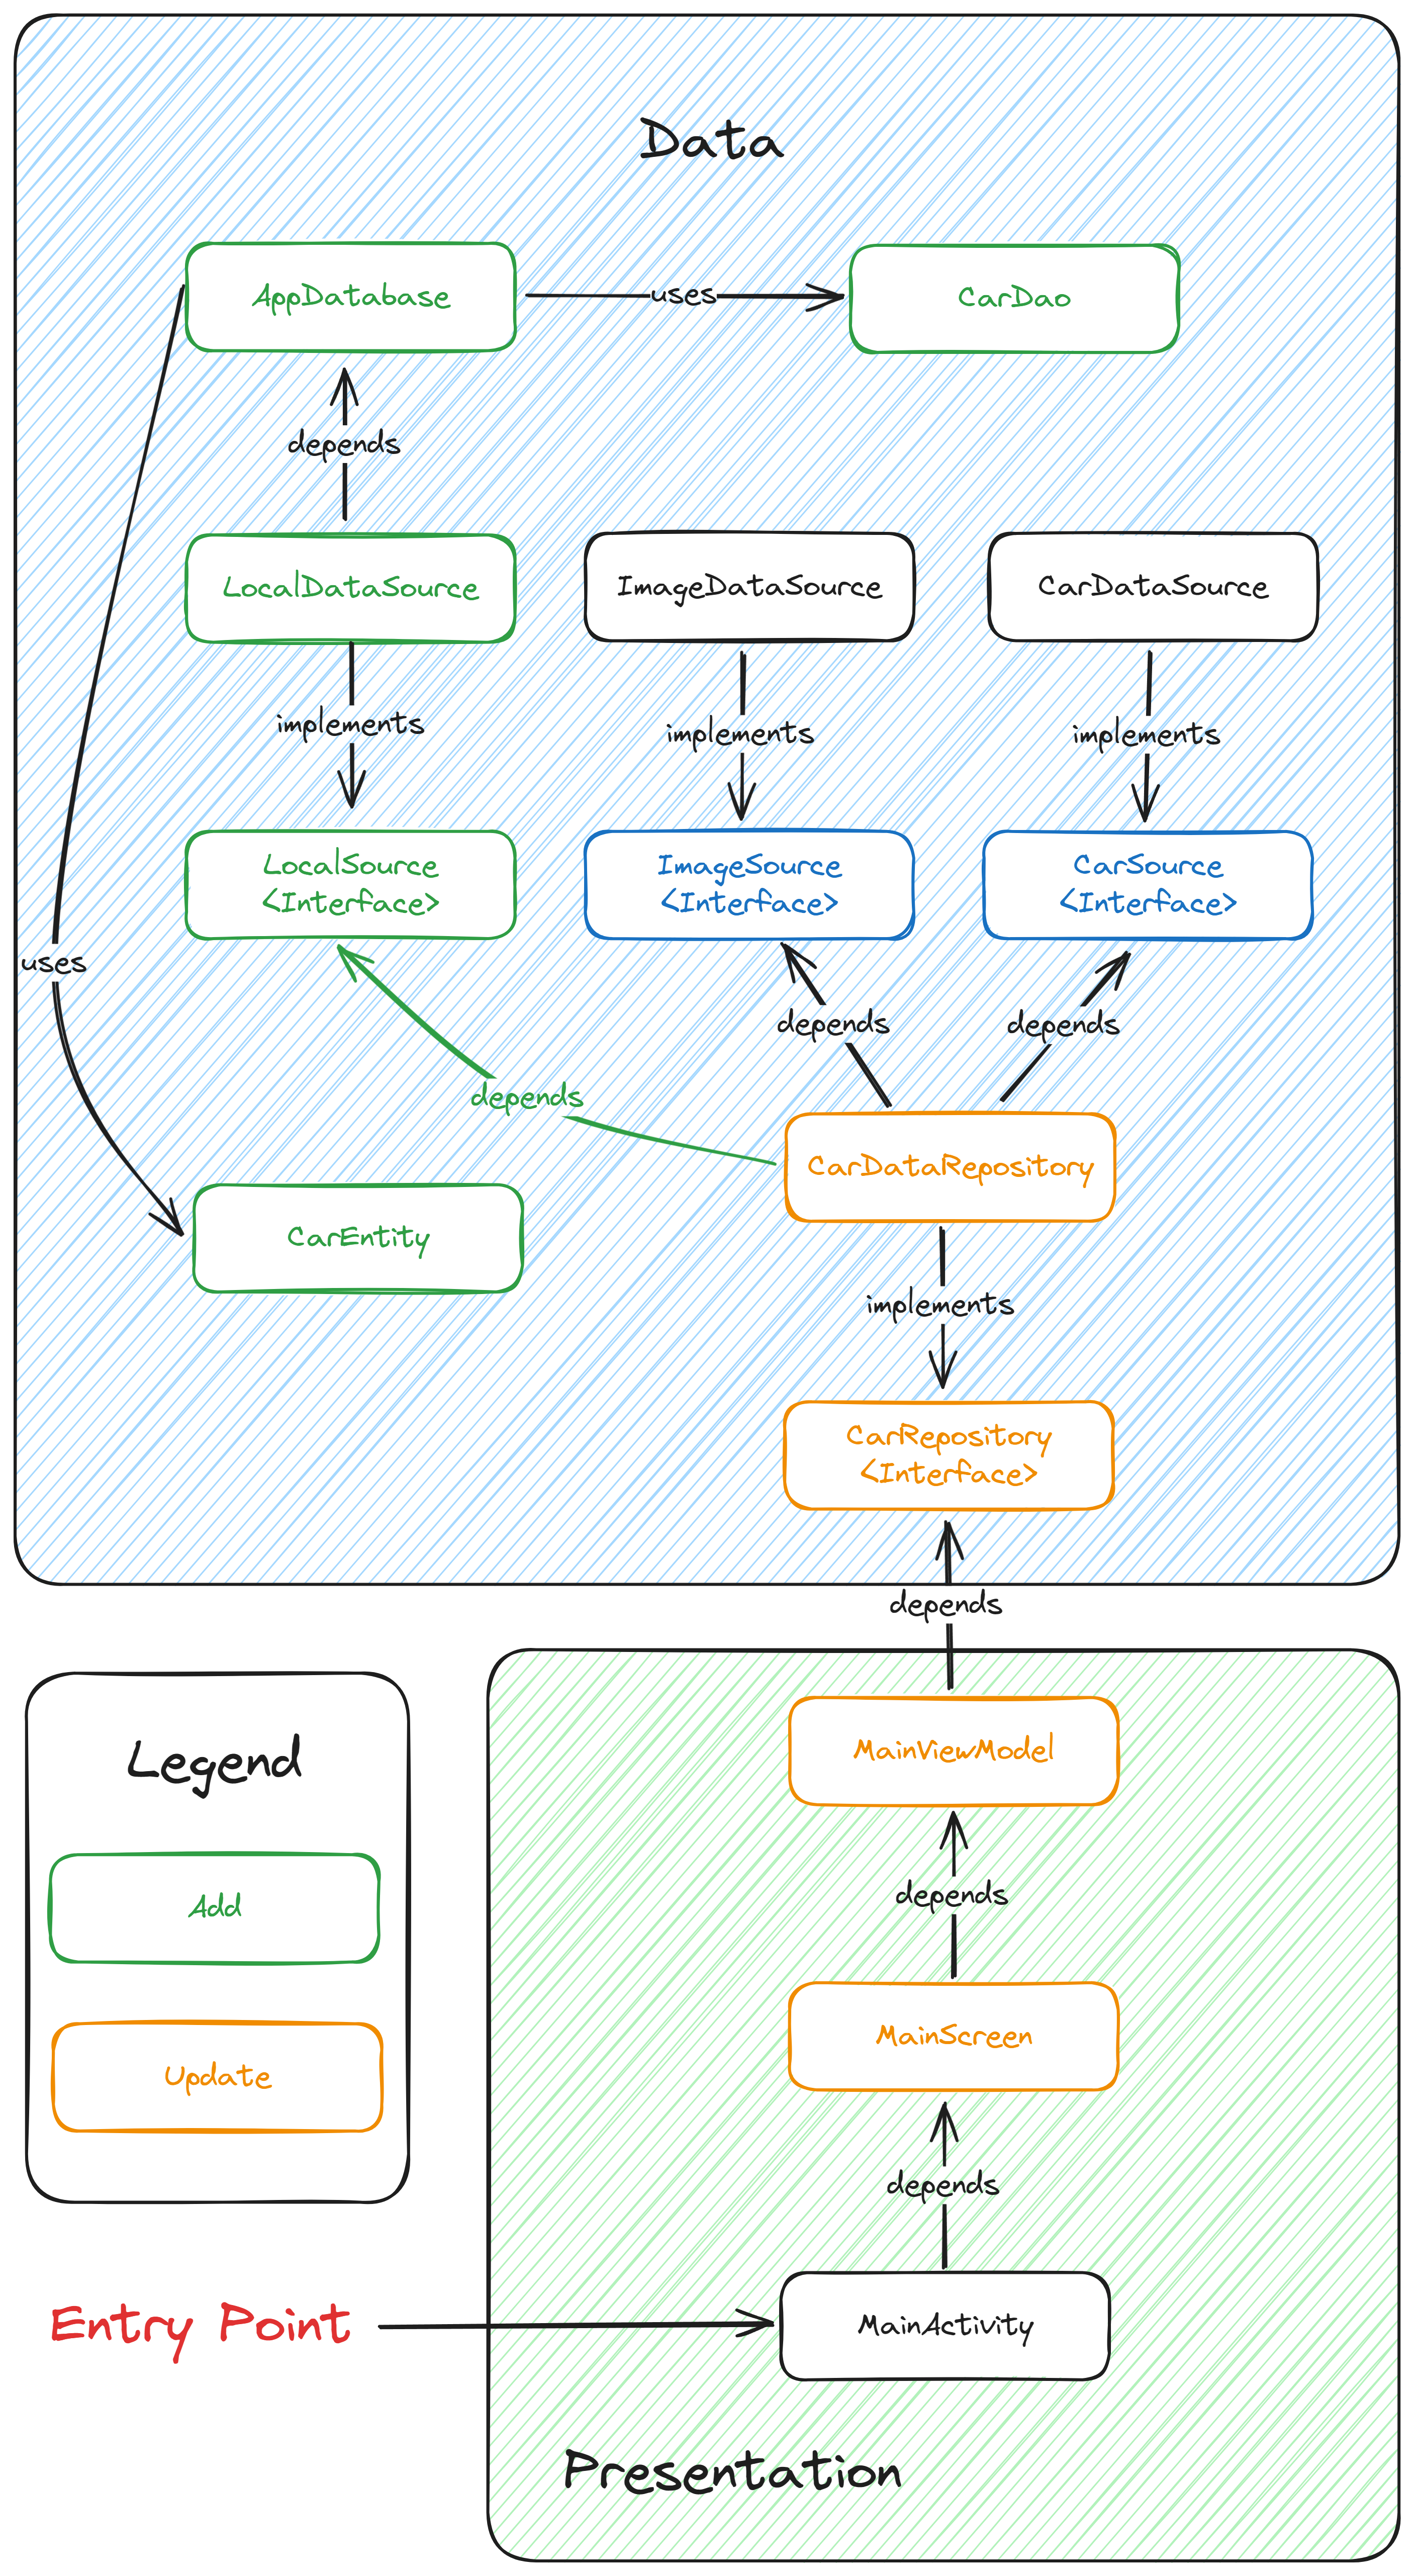 Data
AppDatabase
uses
CarDao
depends
LocalDataSource
ImageDataSource
CarDataSource
implements
implements
implements
LocalSource
<Interface>
ImageSource
<Interface>
CarSource
<Interface>
uses
depends
depends
depends
CarDataRepository
CarEntity
implements
CarRepository
<Interface>
depends
Legend
Add
Update
MainViewModel
depends
MainScreen
depends
Entry Point
MainActivity
Presentation